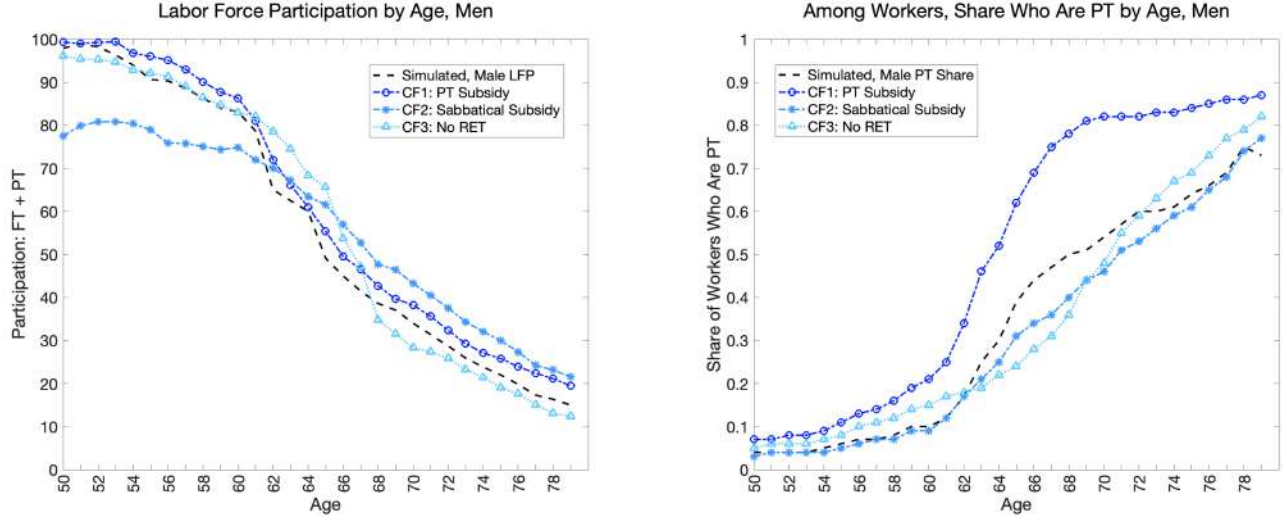 Labor Force Participation by Age, Men
100
90
80
70
60
50
40
30
20
10
0
Participation: FT + PT
Simulated, Male LFP
CF1: PT Subsidy
CF2: Sabbatical Subsidy
CF3: No RET
50 52 54 56 58 60 62 64 66 68 70 72 74 76 78
Age
Among Workers, Share Who Are PT by Age, Men
1
0.9
0.8
0.7
0.6
0.5
0.4
0.3
0.2
0.1
0
Share of Workers Who Are PT
Simulated, Male PT Share
CF1: PT Subsidy
CF2: Sabbatical Subsidy
CF3: No RET
50 52 54 56 58 60 62 64 66 68 70 72 74 76 78
Age